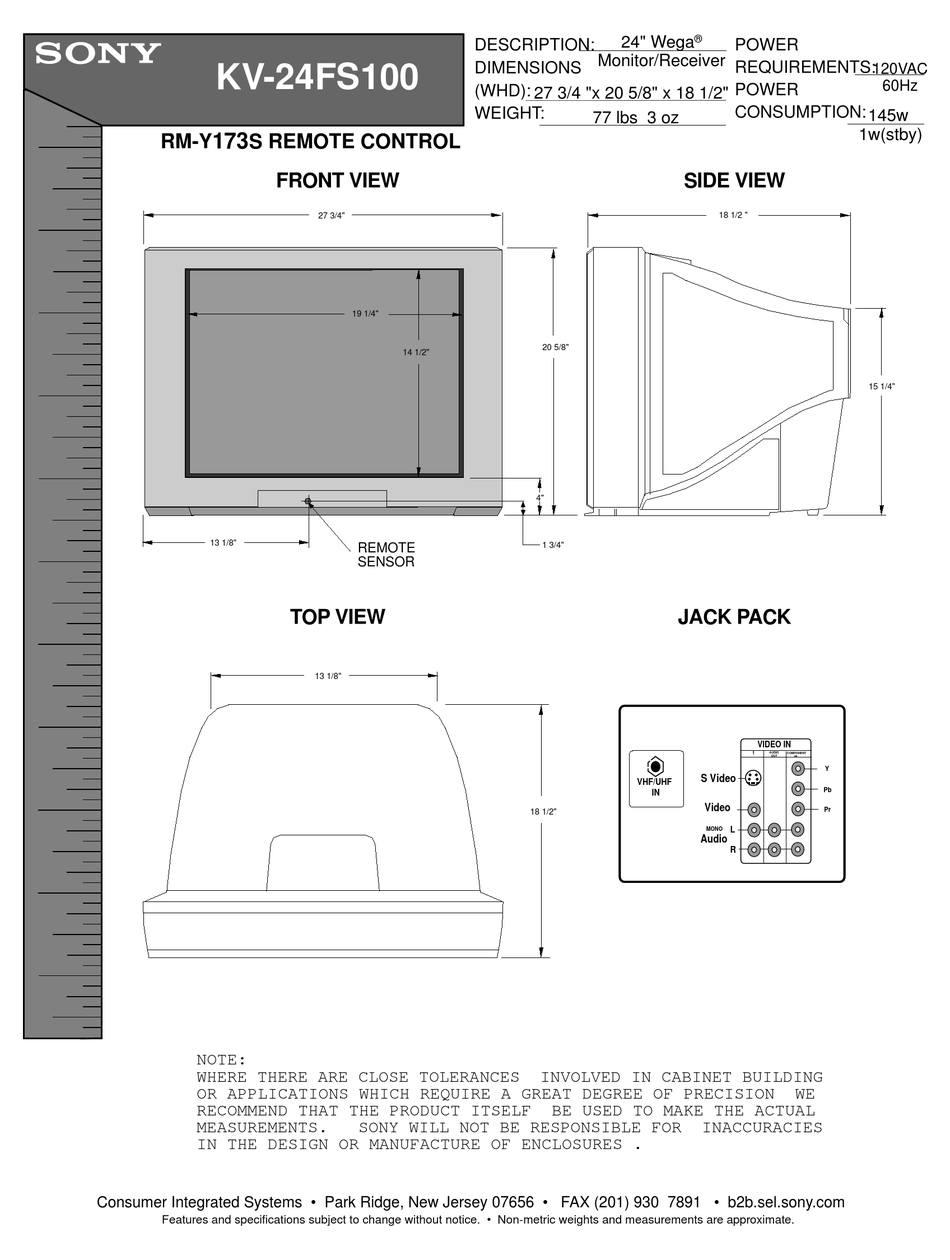 SONY
KV-24FS100
DESCRIPTION: 24" Wega® Monitor/Receiver
DIMENSIONS
(WHD): 27 3/4 "x 20 5/8" x 18 1/2"
WEIGHT: 77 lbs 3 oz
POWER
REQUIREMENTS: 120VAC
60Hz
POWER
CONSUMPTION: 145w
1w(stby)
RM-Y173S REMOTE CONTROL
FRONT VIEW
SIDE VIEW
27 3/4"
18 1/2 "
19 1/4"
14 1/2"
20 5/8"
15 1/4"
4"
13 1/8"
1 3/4"
REMOTE
SENSOR
TOP VIEW
JACK PACK
13 1/8"
18 1/2"
VHF/UHF
IN
VIDEO IN
1
AUDIO
OUT
COMPONENT
IN
S Video
Video
MONO L
Audio
R
Y
Pb
Pr
NOTE:
WHERE THERE ARE CLOSE TOLERANCES INVOLVED IN CABINET BUILDING
OR APPLICATIONS WHICH REQUIRE A GREAT DEGREE OF PRECISION WE
RECOMMEND THAT THE PRODUCT ITSELF BE USED TO MAKE THE ACTUAL
MEASUREMENTS. SONY WILL NOT BE RESPONSIBLE FOR INACCURACIES
IN THE DESIGN OR MANUFACTURE OF ENCLOSURES .
Consumer Integrated Systems • Park Ridge, New Jersey 07656 • FAX (201) 930 7891 • b2b.sel.sony.com
Features and specifications subject to change without notice. • Non-metric weights and measurements are approximate.